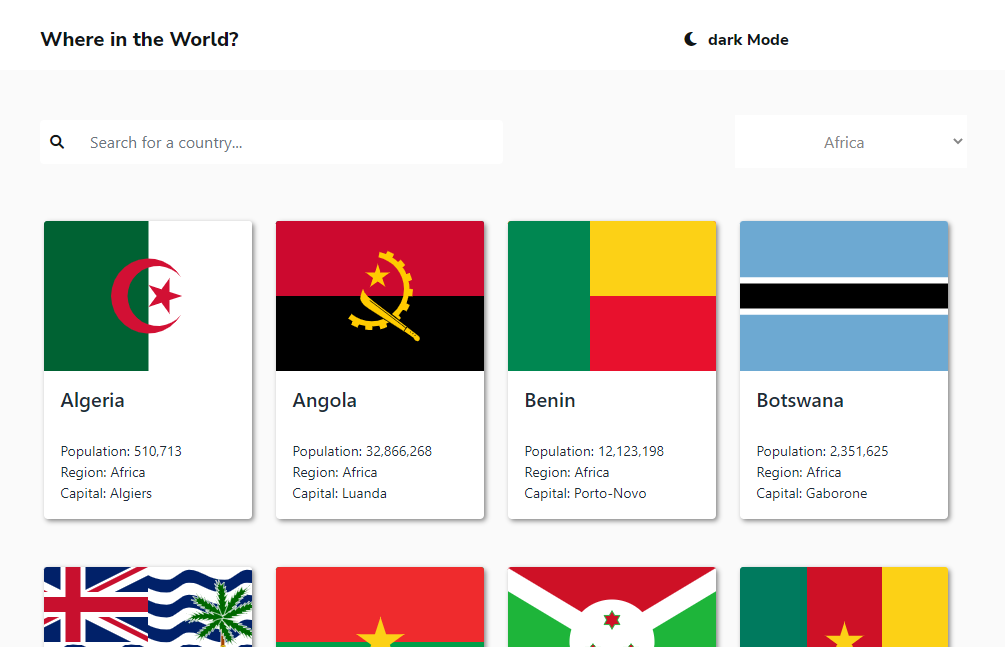 Where in the World?
dark Mode
Search for a country...
Africa
Algeria
Population: 510,713
Region: Africa
Capital: Algiers
Angola
Population: 32,866,268
Region: Africa
Capital: Luanda
Benin
Population: 12,123,198
Region: Africa
Capital: Porto-Novo
Botswana
Population: 2,351,625
Region: Africa
Capital: Gaborone